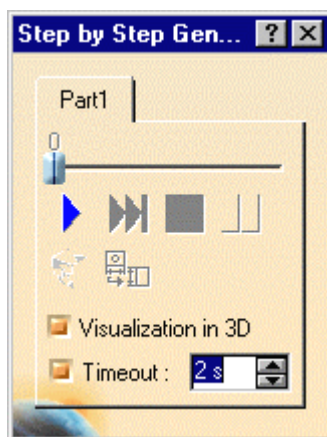 Step by Step Gen...
Part1
0
Visualization in 3D
Timeout : 2 s